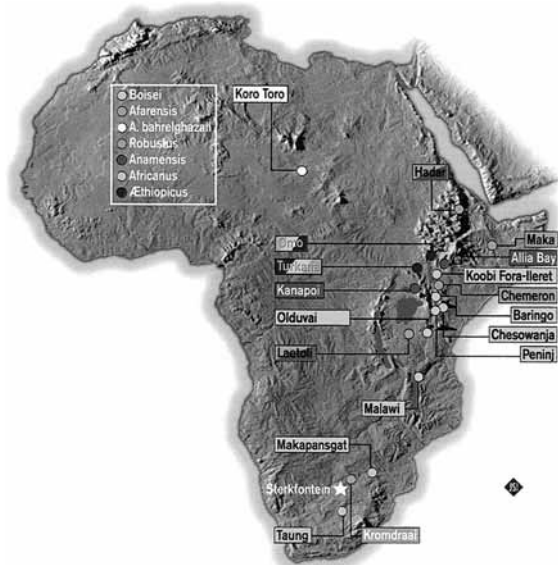 Boisei
Afarensis
A. bahrelghazali
Robustus
Anamensis
Africanus
Æthiopicus
Koro Toro
Hadar
Omo
Maka
Allia Bay
Turkana
Koobi Fora-Ileret
Kanapoi
Chemeron
Baringo
Olduvai
Chesowanja
Laetoli
Peninj
Malawi
Makapansgat
Sterkfontein
Taung
Kromdraai